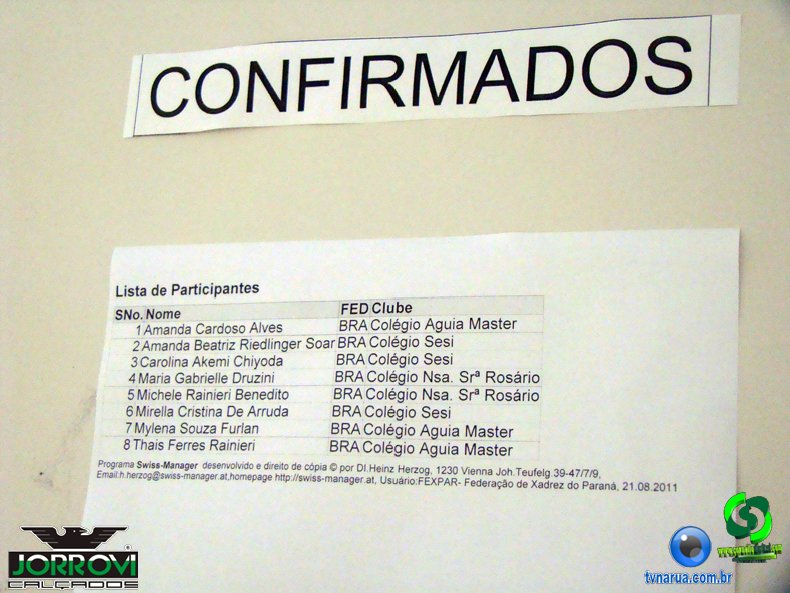 CONFIRMADOS
Lista de Participantes
SNo. Nome FED Clube
1 Amanda Cardoso Alves BRA Colégio Aguia Master
2 Amanda Beatriz Riedlinger Soar BRA Colégio Sesi
3 Carolina Akemi Chiyoda BRA Colégio Sesi
4 Maria Gabrielle Druzini BRA Colégio Nsa. Srª Rosário
5 Michele Rainieri Benedito BRA Colégio Nsa. Srª Rosário
6 Mirella Cristina De Arruda BRA Colégio Sesi
7 Mylena Souza Furlan BRA Colégio Aguia Master
8 Thais Ferres Rainieri BRA Colégio Aguia Master
Programa Swiss-Manager desenvolvido e direito de cópia © por DI.Heinz Herzog, 1230 Vienna Joh.Teufelg.39-47/7/9,
Email:h.herzog@swiss-manager.at,homepage http://swiss-manager.at, Usuário:FEXPAR- Federação de Xadrez do Paraná, 21.08.2011
JORROVI
CALÇADOS
tvnarua.com.br